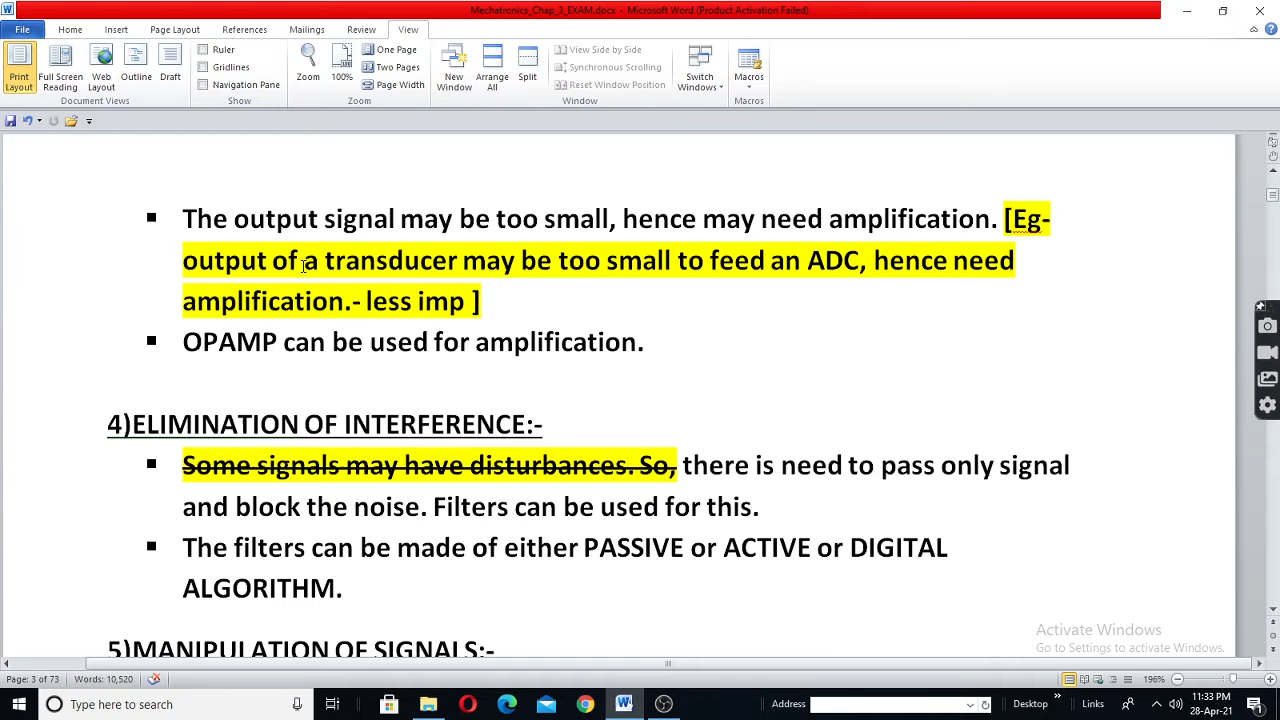 Mechatronics_Chap_3_EXAM.docx - Microsoft Word (Product Activation Failed)
File Home Insert Page Layout References Mailings Review View
Print Layout
Full Screen Reading
Web Layout
Outline
Draft
Document Views
Ruler
Gridlines
Navigation Pane
Show
Zoom
100%
One Page
Two Pages
Page Width
Zoom
New Window
Arrange All
Split
View Side by Side
Synchronous Scrolling
Reset Window Position
Switch Windows
Window
Macros
Macros
▪ The output signal may be too small, hence may need amplification. [Eg-
output of a transducer may be too small to feed an ADC, hence need
amplification.- less imp ]
▪ OPAMP can be used for amplification.
4)ELIMINATION OF INTERFERENCE:-
▪ Some signals may have disturbances. So, there is need to pass only signal
and block the noise. Filters can be used for this.
▪ The filters can be made of either PASSIVE or ACTIVE or DIGITAL
ALGORITHM.
5)MANIPULATION OF SIGNALS:-
Activate Windows
Go to Settings to activate Windows.
Page: 3 of 73 Words: 10,520 196%
Type here to search
Address
Desktop
Links
11:33 PM
28-Apr-21